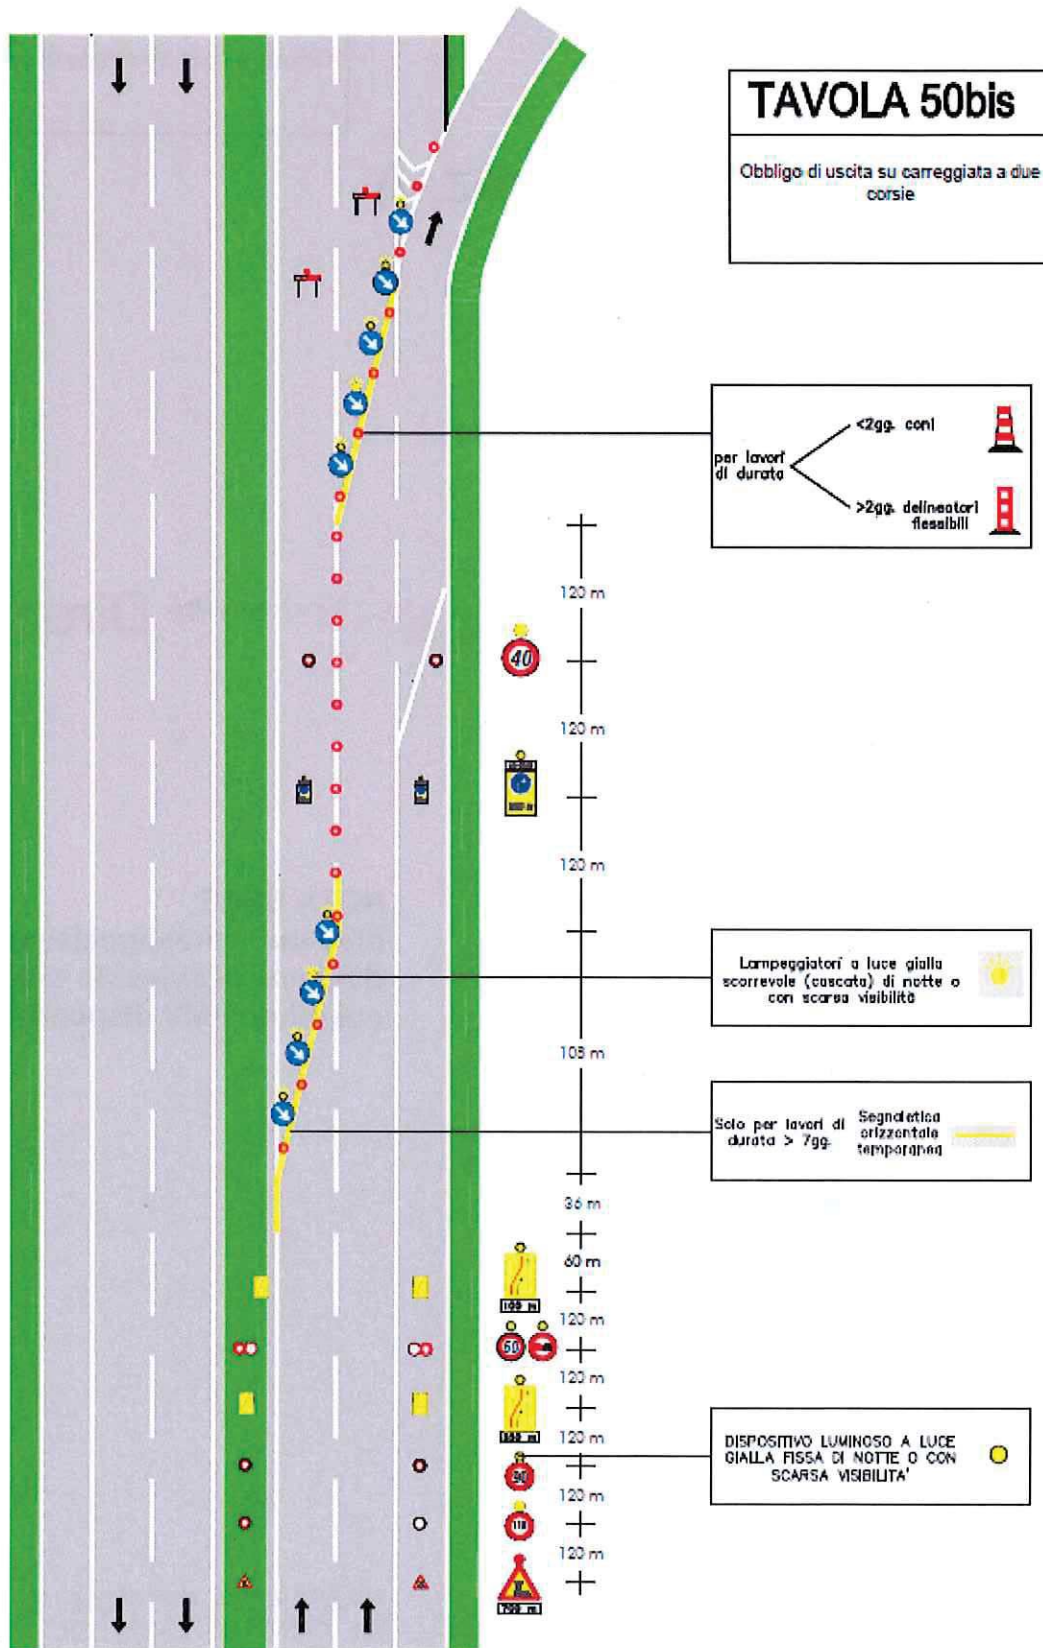 TAVOLA 50bis
Obbligo di uscita su carreggiata a due
corsie
per lavori
di durata
<2gg. coni
>2gg. delineatori
flessibili
120 m
40
120 m
120 m
Lampeggiatori a luce gialla
scorrevole (cascata) di notte o
con scarsa visibilità
108 m
Solo per lavori di
durata > 7gg.
Segnaletica
orizzontale
temporanea
36 m
60 m
100 m
120 m
60
120 m
120 m
DISPOSITIVO LUMINOSO A LUCE
GIALLA FISSA DI NOTTE O CON
SCARSA VISIBILITA'
90
120 m
110
120 m
700 m